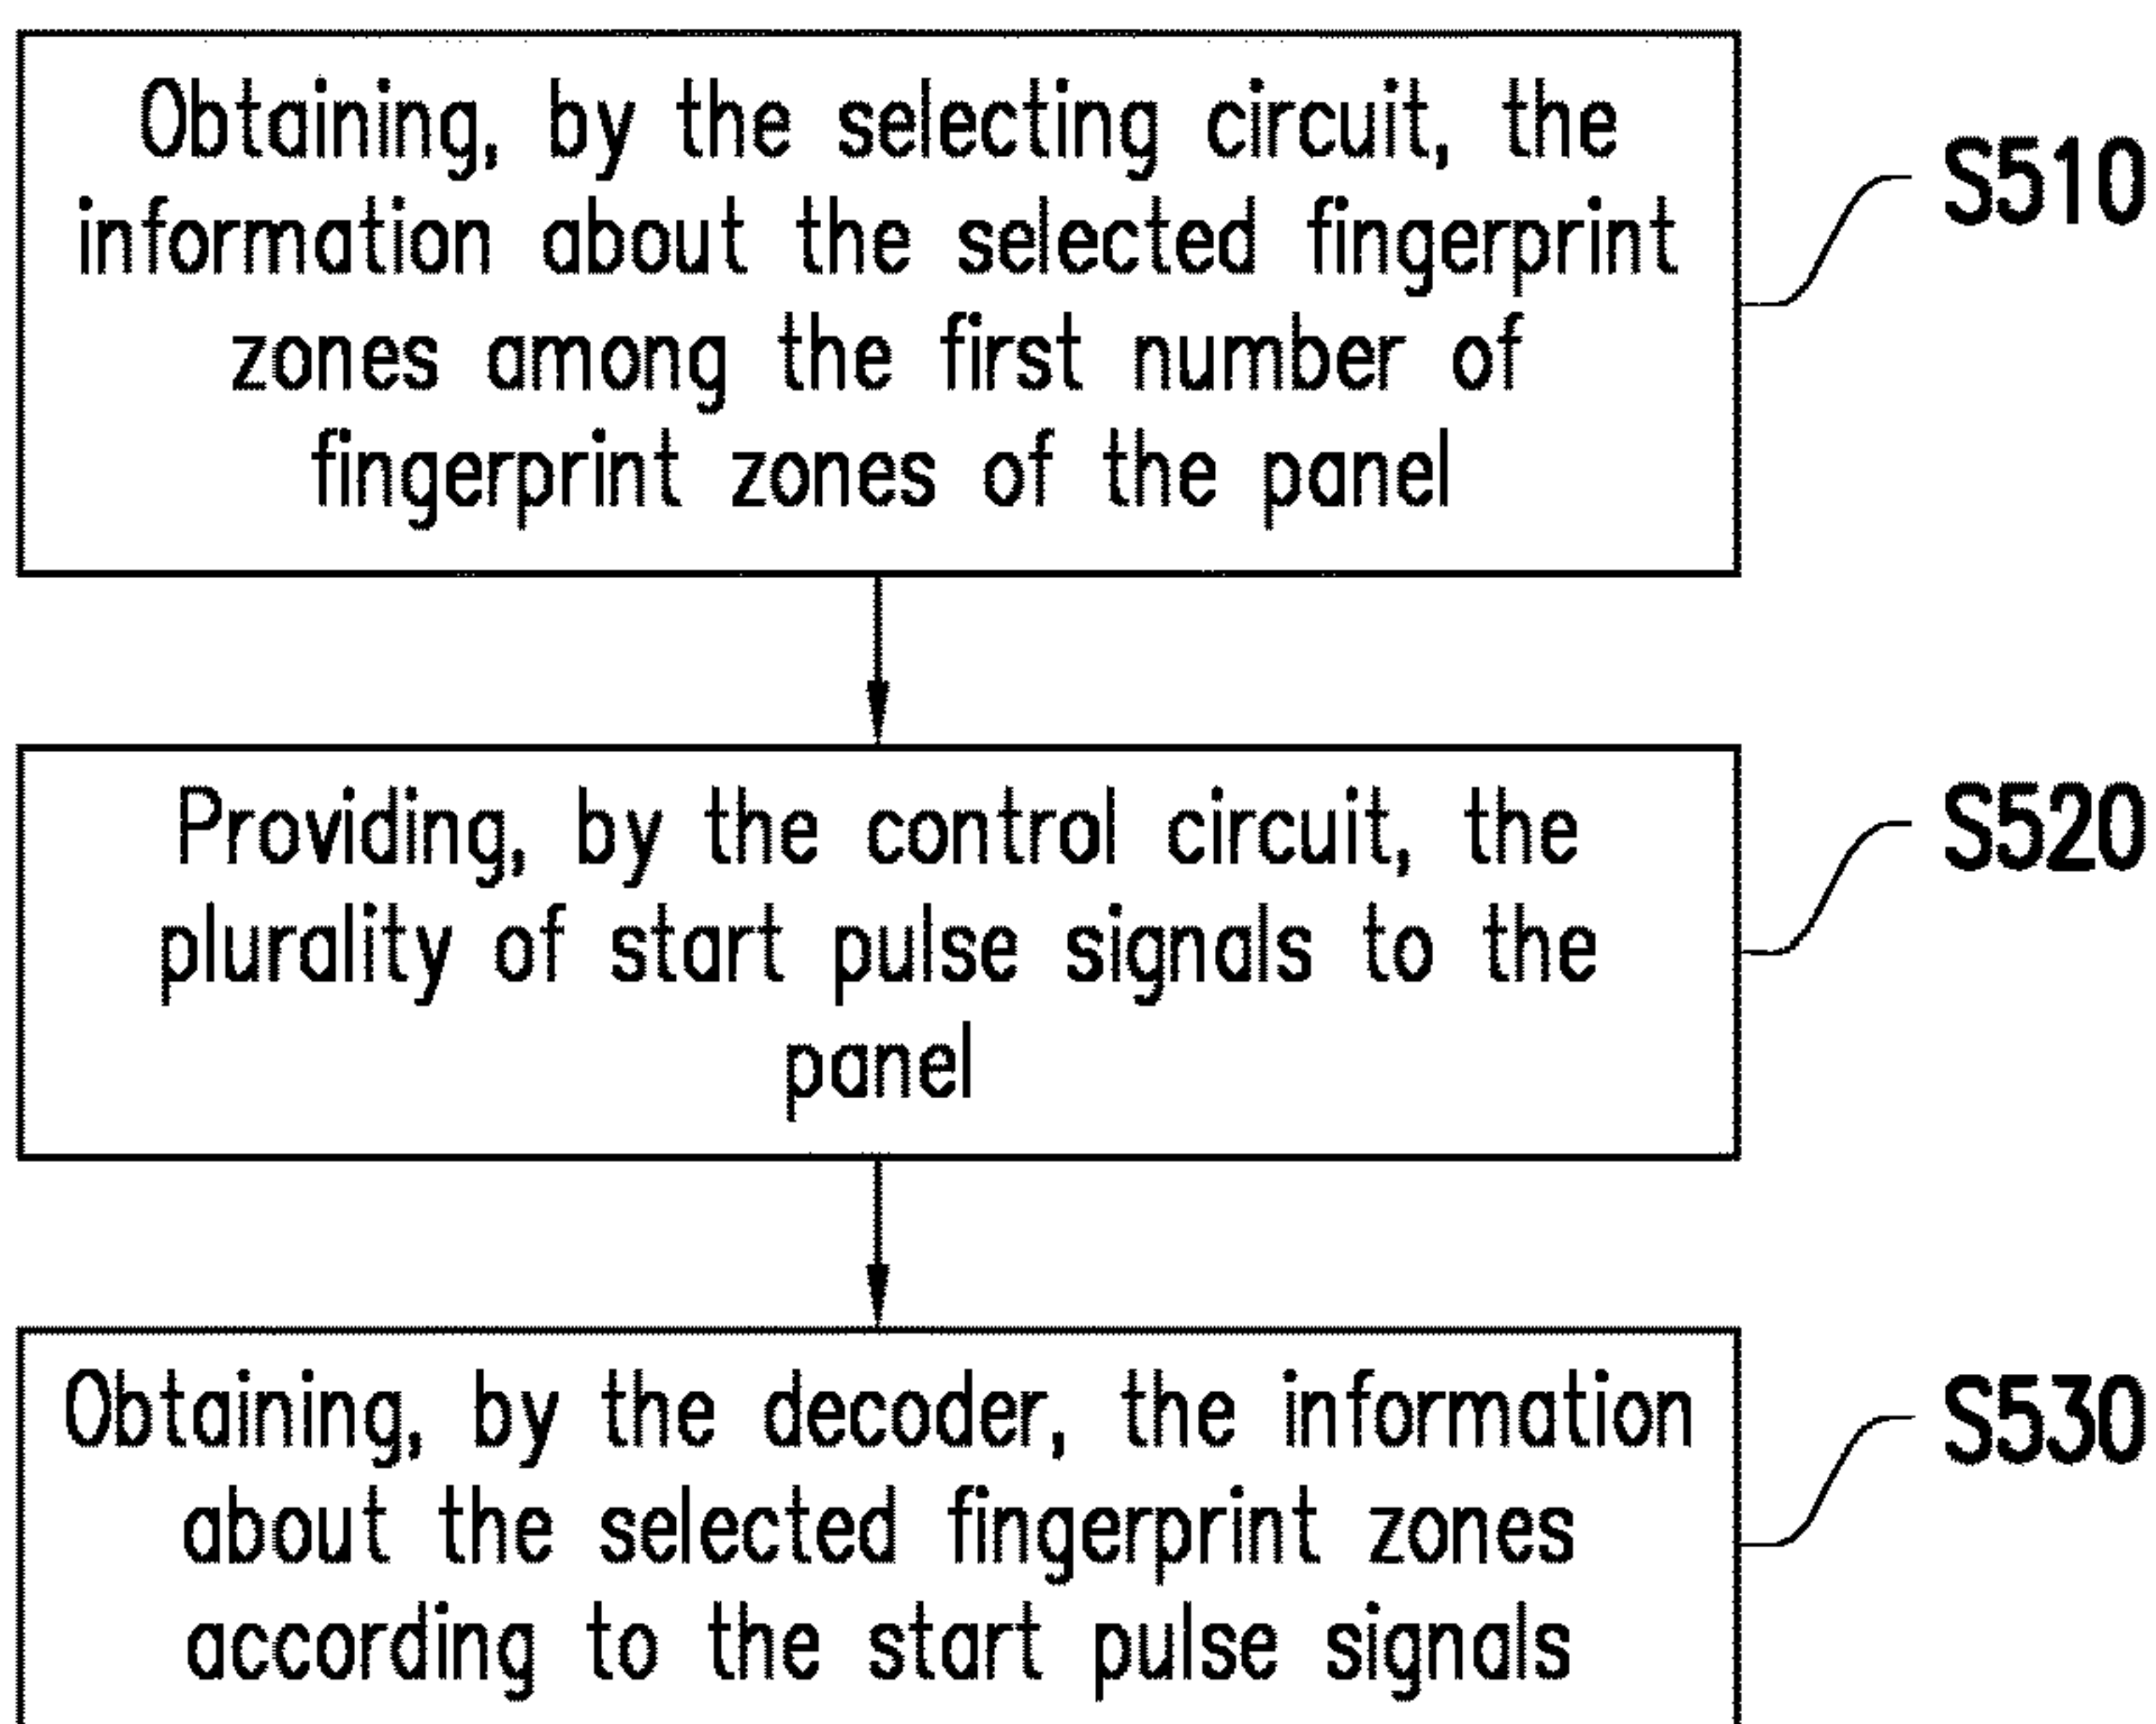 Obtaining, by the selecting circuit, the
information about the selected fingerprint
zones among the first number of
fingerprint zones of the panel
S510
Providing, by the control circuit, the
plurality of start pulse signals to the
panel
S520
Obtaining, by the decoder, the information
about the selected fingerprint zones
according to the start pulse signals
S530